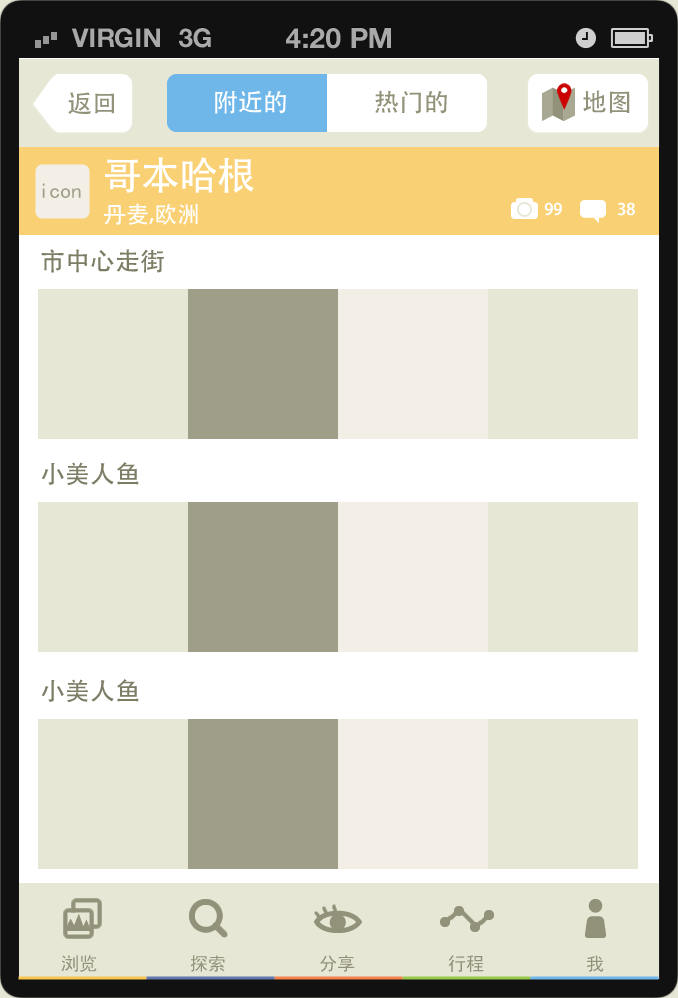 VIRGIN 3G 4:20 PM
返回 附近的 热门的 地图
icon
哥本哈根
丹麦,欧洲 99 38
市中心走街
小美人鱼
小美人鱼
浏览 探索 分享 行程 我